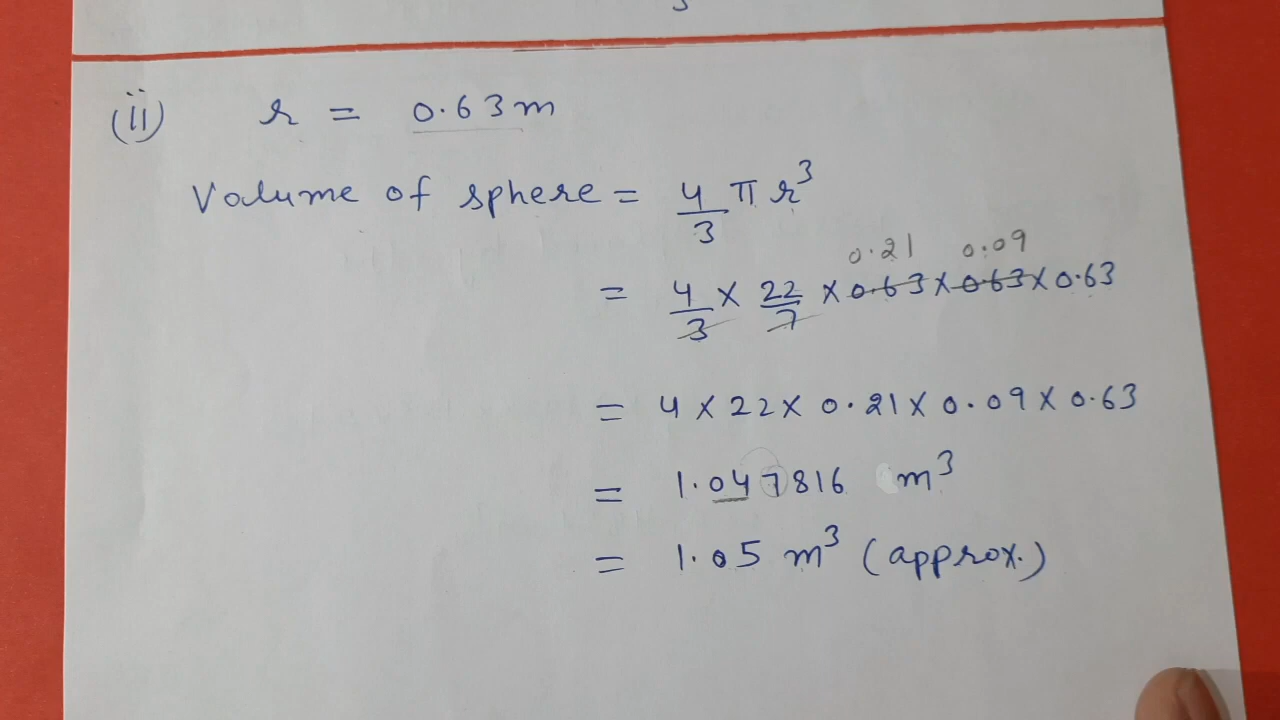 (ii) r = 0.63m
Volume of sphere = 4/3 π r³
0.21 0.09
= 4/3 × 22/7 × 0.63 × 0.63 × 0.63
= 4 × 22 × 0.21 × 0.09 × 0.63
= 1.047816 m³
= 1.05 m³ (approx.)